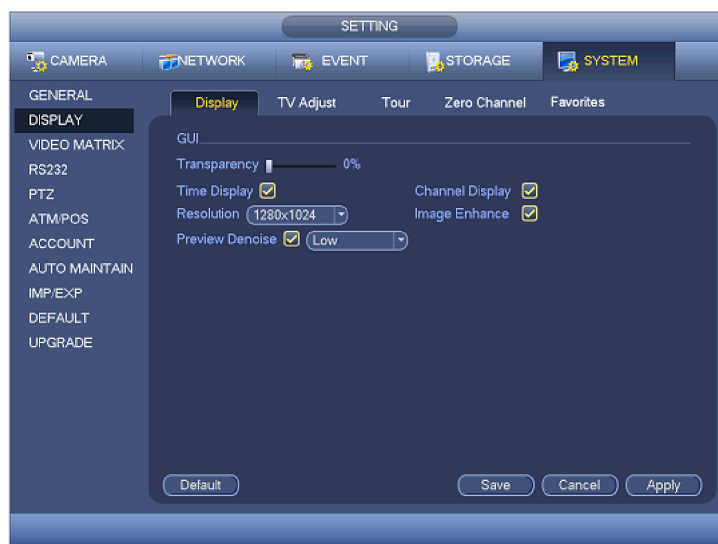 SETTING
CAMERA NETWORK EVENT STORAGE SYSTEM
GENERAL
DISPLAY
VIDEO MATRIX
RS232
PTZ
ATM/POS
ACCOUNT
AUTO MAINTAIN
IMP/EXP
DEFAULT
UPGRADE
Display TV Adjust Tour Zero Channel Favorites
GUI
Transparency 0%
Time Display Channel Display
Resolution 1280x1024 Image Enhance
Preview Denoise Low
Default Save Cancel Apply